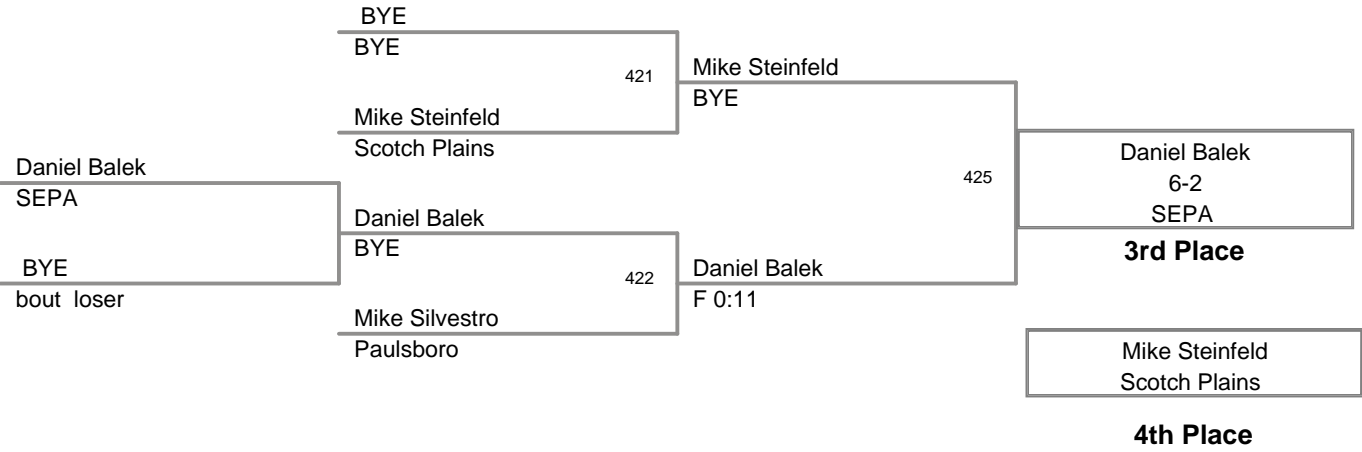 BYE
BYE
421
Mike Steinfeld
BYE
Mike Steinfeld
Scotch Plains
Daniel Balek
SEPA
425
Daniel Balek
6-2
SEPA
3rd Place
Daniel Balek
BYE
BYE
bout loser
422
Daniel Balek
F 0:11
Mike Silvestro
Paulsboro
Mike Steinfeld
Scotch Plains
4th Place